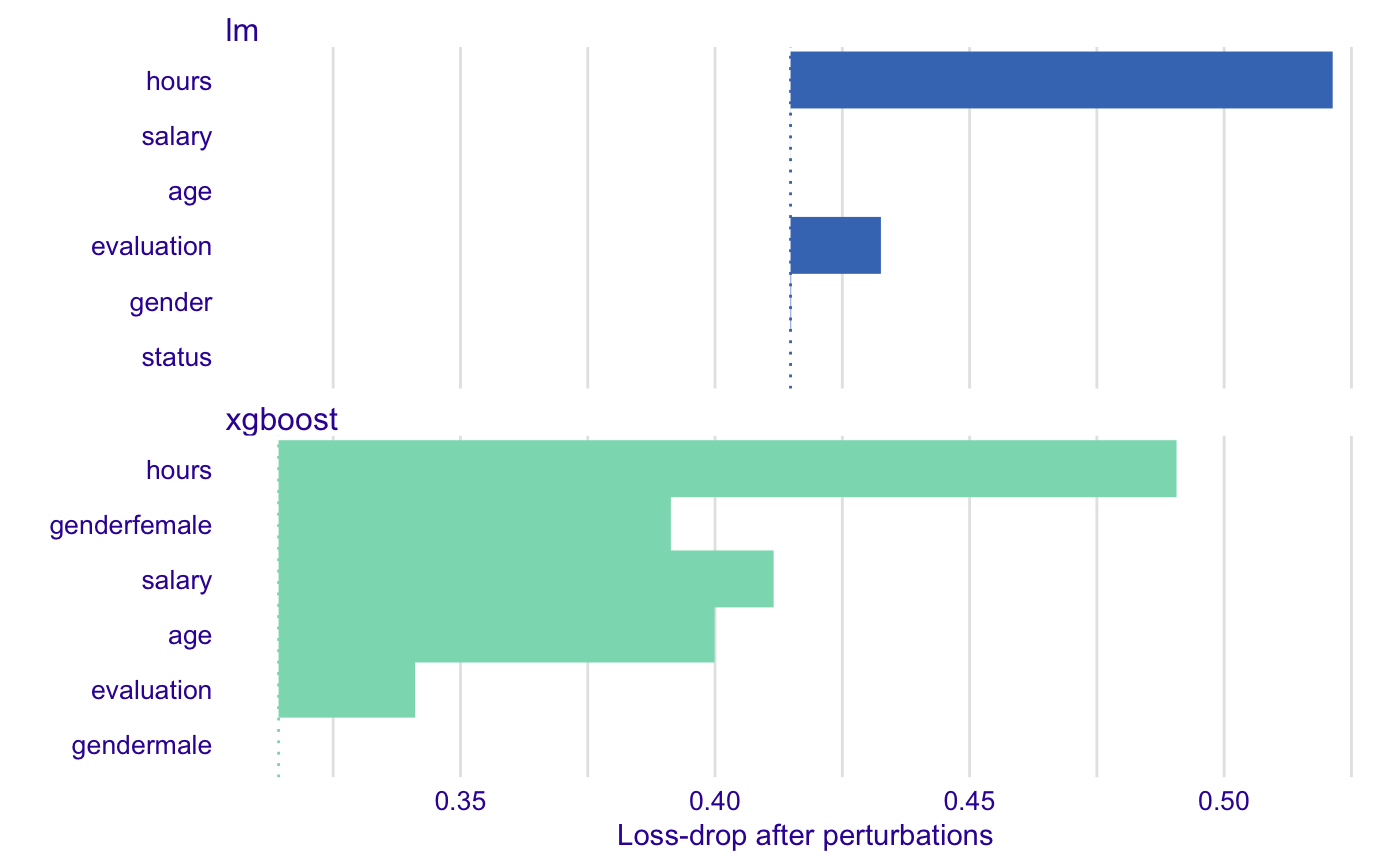 lm
hours
salary
age
evaluation
gender
status
xgboost
hours
genderfemale
salary
age
evaluation
gendermale
0.35 0.40 0.45 0.50
Loss-drop after perturbations